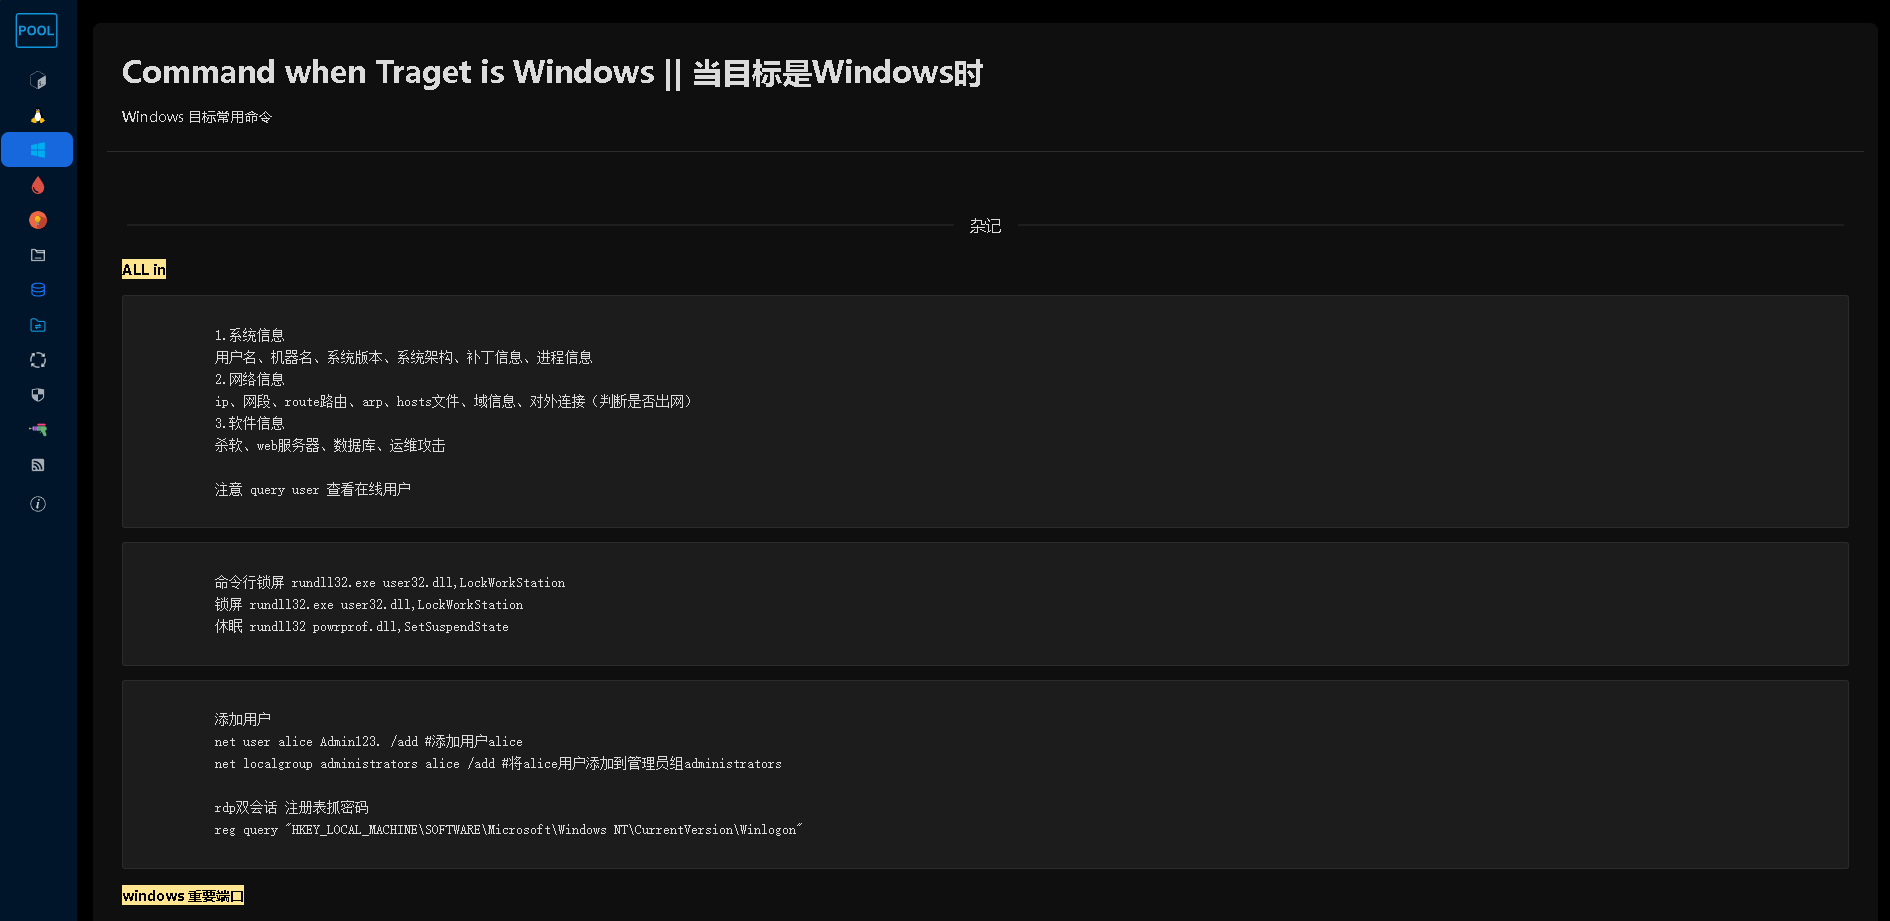 POOL
Command when Traget is Windows || 当目标是Windows时
Windows 目标常用命令
杂记
ALL in
1.系统信息
用户名、机器名、系统版本、系统架构、补丁信息、进程信息
2.网络信息
ip、网段、route路由、arp、hosts文件、域信息、对外连接（判断是否出网）
3.软件信息
杀软、web服务器、数据库、运维攻击
注意 query user 查看在线用户
命令行锁屏 rundll32.exe user32.dll,LockWorkStation
锁屏 rundll32.exe user32.dll,LockWorkStation
休眠 rundll32 powrprof.dll,SetSuspendState
添加用户
net user alice Admin123. /add #添加用户alice
net localgroup administrators alice /add #将alice用户添加到管理员组administrators
rdp双会话 注册表抓密码
reg query "HKEY_LOCAL_MACHINE\SOFTWARE\Microsoft\Windows NT\CurrentVersion\Winlogon"
windows 重要端口